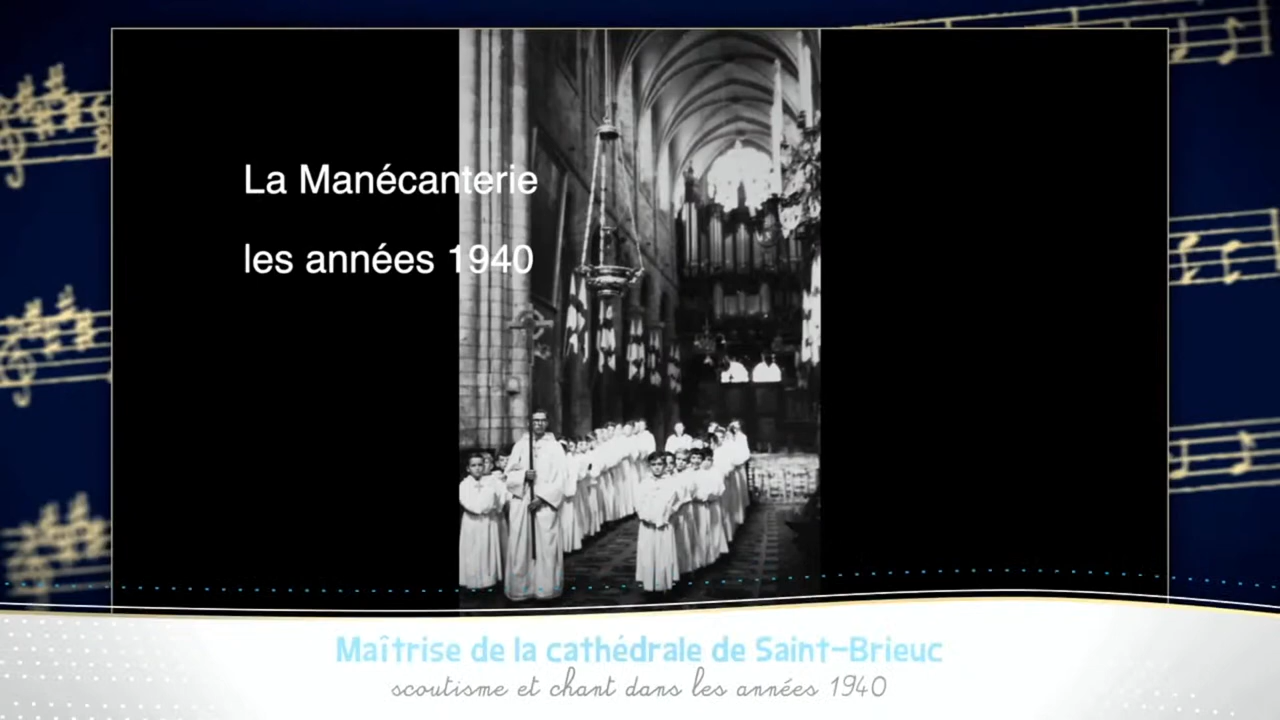 La Manécanterie
les années 1940
Maîtrise de la cathédrale de Saint-Brieuc
scoutisme et chant dans les années 1940